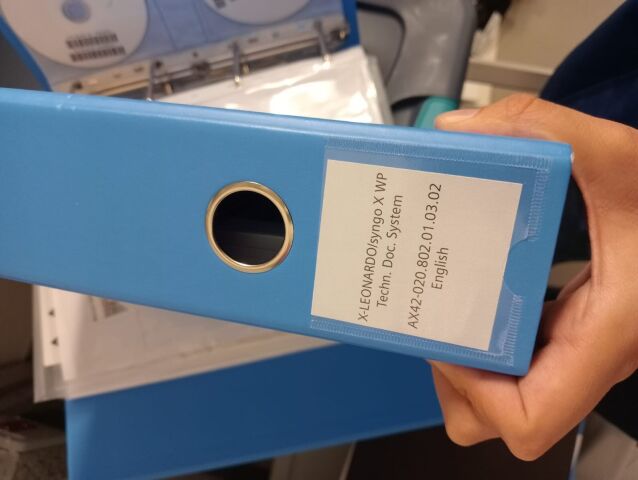 X-LEONARDO/syngo X WP
Techn. Doc. System
AX42-020.802.01.03.02
English